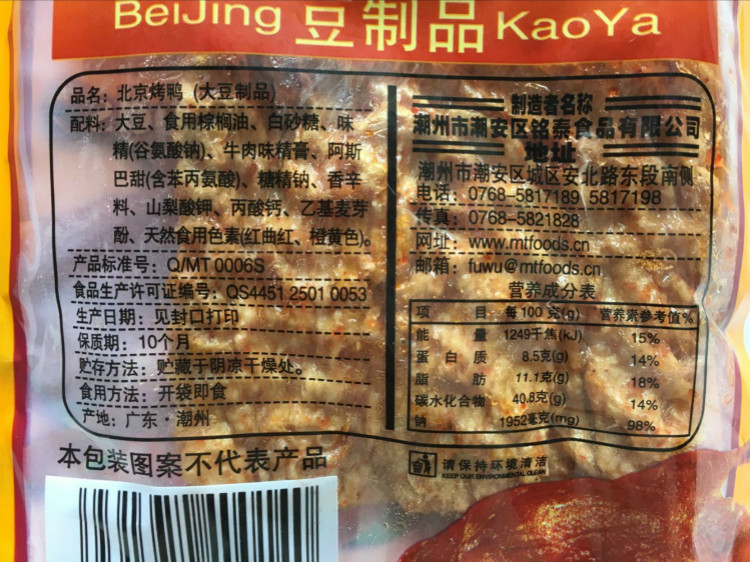 BeiJing 豆制品 KaoYa
品名：北京烤鸭（大豆制品）
配料：大豆、食用棕榈油、白砂糖、味
精(谷氨酸钠)、牛肉味精膏、阿斯
巴甜(含苯丙氨酸)、糖精钠、香辛
料、山梨酸钾、丙酸钙、乙基麦芽
酚、天然食用色素(红曲红、橙黄色)。
产品标准号：Q/MT 0006S
食品生产许可证编号：QS4451 2501 0053
生产日期：见封口打印
保质期：10个月
贮存方法：贮藏于阴凉干燥处。
食用方法：开袋即食
产地：广东·潮州
制造者名称
潮州市潮安区铭泰食品有限公司
地址
潮州市潮安区城区安北路东段南侧
电话：0768-5817189 5817198
传真：0768-5821828
网址：www.mtfoods.cn
邮箱：fuwu@mtfoods.cn
营养成分表
项 目 每100克(g) 营养素参考值%
能 量 1249千焦(kJ) 15%
蛋白质 8.5克(g) 14%
脂 肪 11.1克(g) 18%
碳水化合物 40.8克(g) 14%
钠 1952毫克(mg) 98%
本包装图案不代表产品
请保持环境清洁
KEEP OUR ENVIRONMENTAL CLEAN